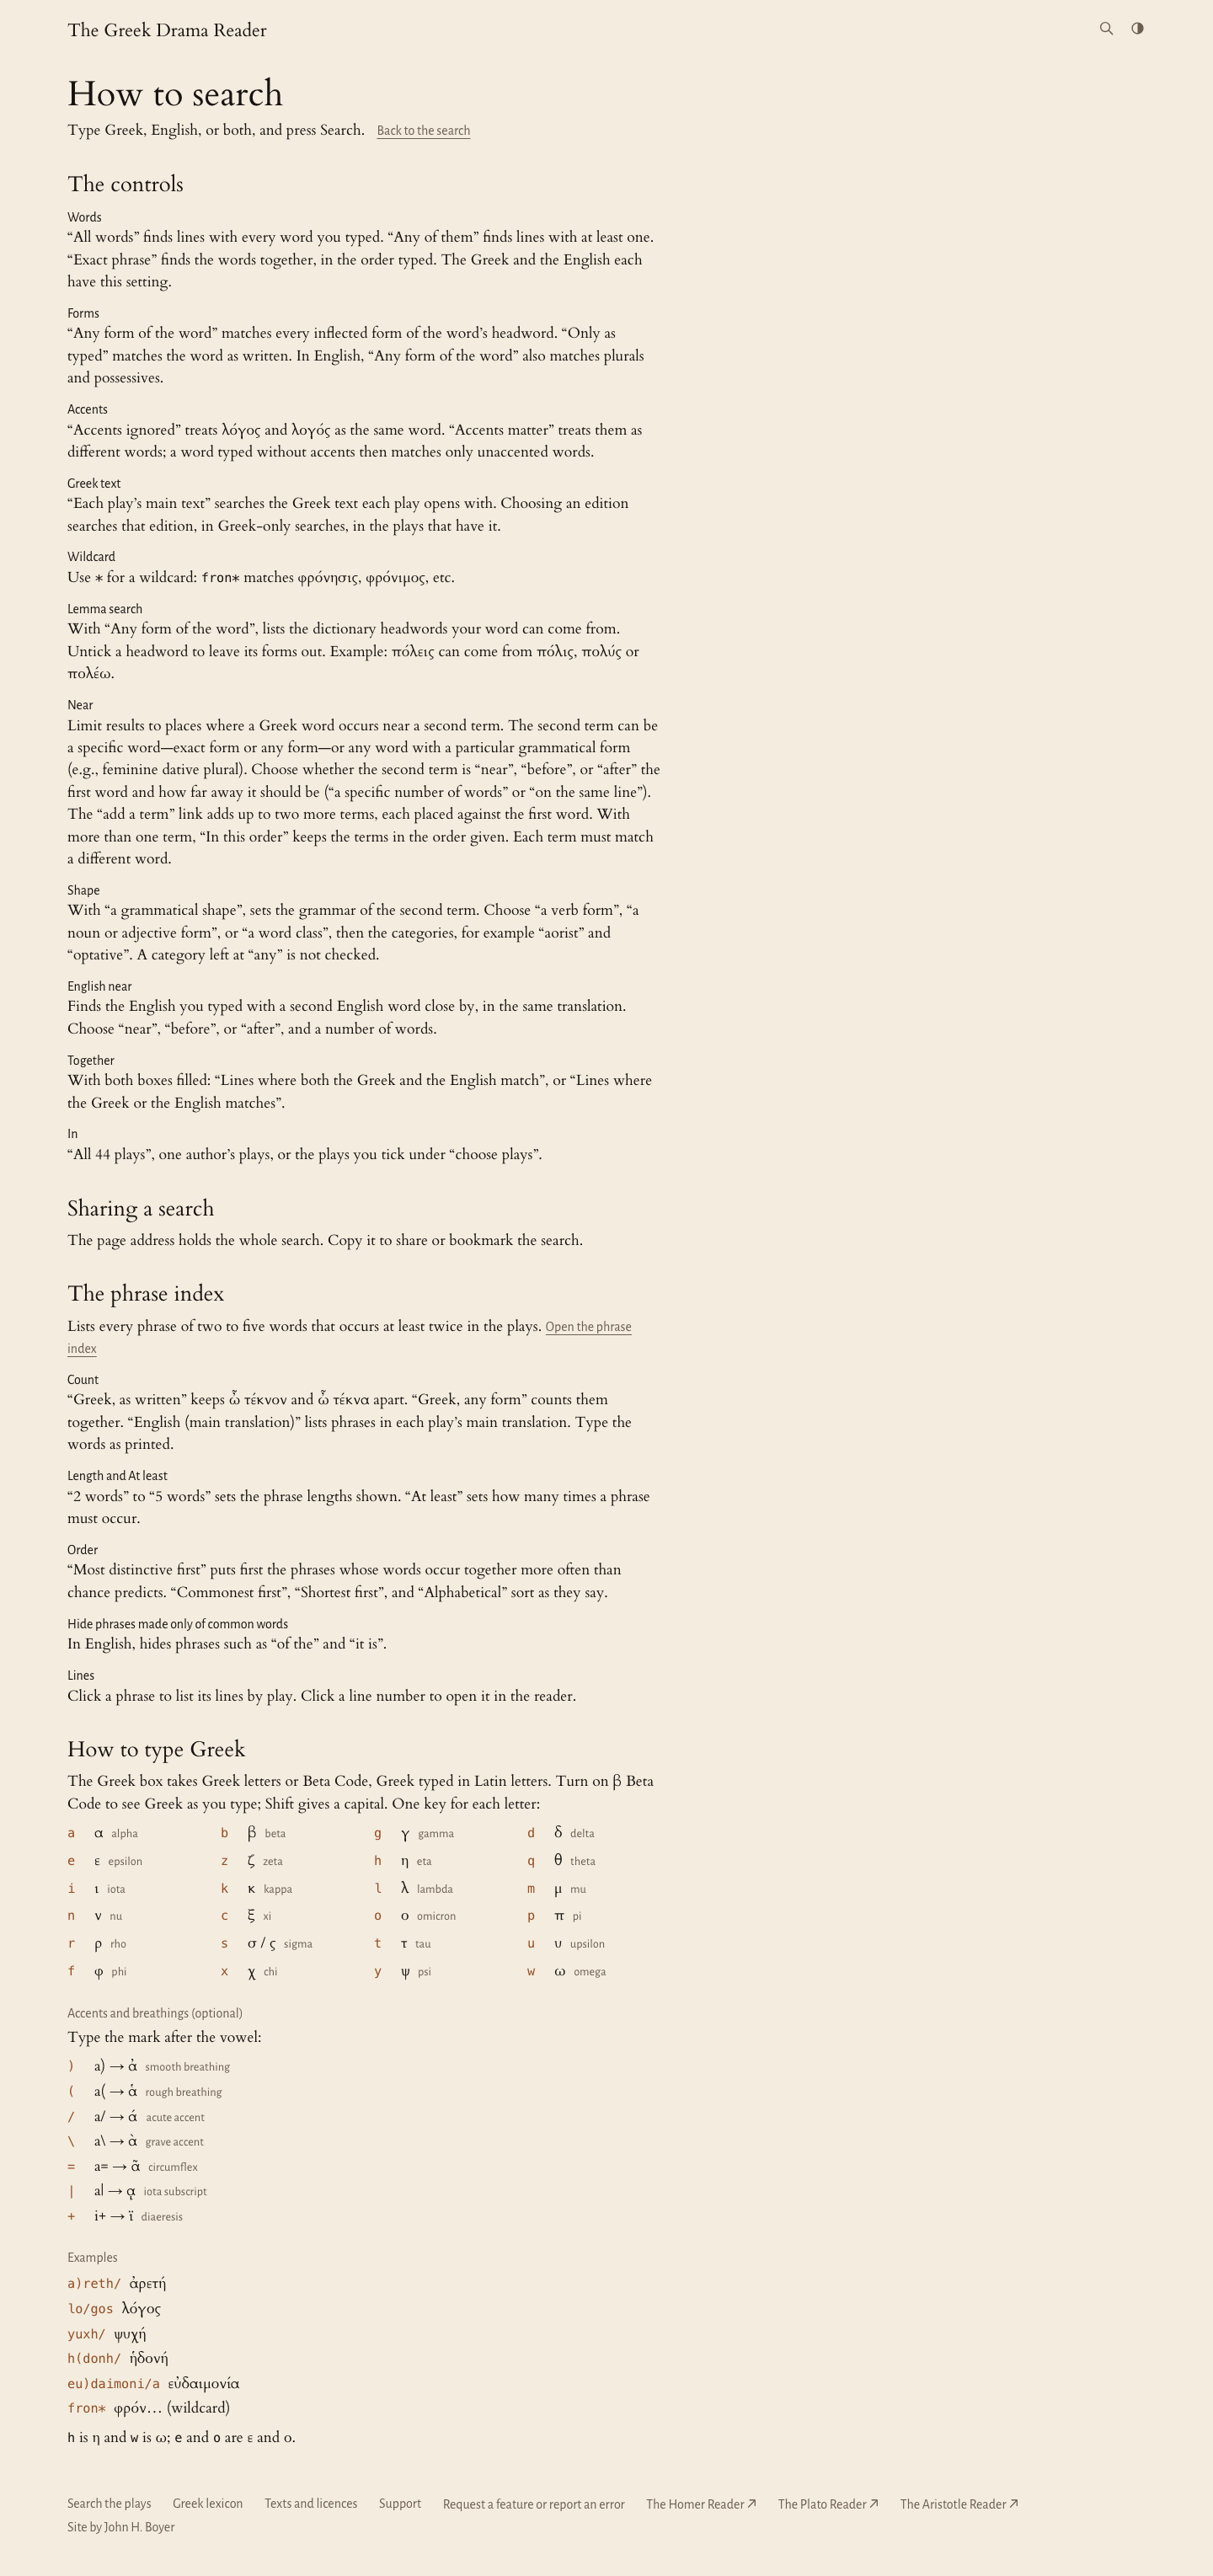 The Greek Drama Reader
How to search
Type Greek, English, or both, and press Search. Back to the search
The controls
Words
“All words” finds lines with every word you typed. “Any of them” finds lines with at least one.
“Exact phrase” finds the words together, in the order typed. The Greek and the English each
have this setting.
Forms
“Any form of the word” matches every inflected form of the word’s headword. “Only as
typed” matches the word as written. In English, “Any form of the word” also matches plurals
and possessives.
Accents
“Accents ignored” treats λόγος and λογός as the same word. “Accents matter” treats them as
different words; a word typed without accents then matches only unaccented words.
Greek text
“Each play’s main text” searches the Greek text each play opens with. Choosing an edition
searches that edition, in Greek-only searches, in the plays that have it.
Wildcard
Use * for a wildcard: fron* matches φρόνησις, φρόνιμος, etc.
Lemma search
With “Any form of the word”, lists the dictionary headwords your word can come from.
Untick a headword to leave its forms out. Example: πόλεις can come from πόλις, πολύς or
πολέω.
Near
Limit results to places where a Greek word occurs near a second term. The second term can be
a specific word—exact form or any form—or any word with a particular grammatical form
(e.g., feminine dative plural). Choose whether the second term is “near”, “before”, or “after” the
first word and how far away it should be (“a specific number of words” or “on the same line”).
The “add a term” link adds up to two more terms, each placed against the first word. With
more than one term, “In this order” keeps the terms in the order given. Each term must match
a different word.
Shape
With “a grammatical shape”, sets the grammar of the second term. Choose “a verb form”, “a
noun or adjective form”, or “a word class”, then the categories, for example “aorist” and
“optative”. A category left at “any” is not checked.
English near
Finds the English you typed with a second English word close by, in the same translation.
Choose “near”, “before”, or “after”, and a number of words.
Together
With both boxes filled: “Lines where both the Greek and the English match”, or “Lines where
the Greek or the English matches”.
In
“All 44 plays”, one author’s plays, or the plays you tick under “choose plays”.
Sharing a search
The page address holds the whole search. Copy it to share or bookmark the search.
The phrase index
Lists every phrase of two to five words that occurs at least twice in the plays. Open the phrase
index
Count
“Greek, as written” keeps ὦ τέκνον and ὦ τέκνα apart. “Greek, any form” counts them
together. “English (main translation)” lists phrases in each play’s main translation. Type the
words as printed.
Length and At least
“2 words” to “5 words” sets the phrase lengths shown. “At least” sets how many times a phrase
must occur.
Order
“Most distinctive first” puts first the phrases whose words occur together more often than
chance predicts. “Commonest first”, “Shortest first”, and “Alphabetical” sort as they say.
Hide phrases made only of common words
In English, hides phrases such as “of the” and “it is”.
Lines
Click a phrase to list its lines by play. Click a line number to open it in the reader.
How to type Greek
The Greek box takes Greek letters or Beta Code, Greek typed in Latin letters. Turn on β Beta
Code to see Greek as you type; Shift gives a capital. One key for each letter:
a α alpha b β beta g γ gamma d δ delta
e ε epsilon z ζ zeta h η eta q θ theta
i ι iota k κ kappa l λ lambda m μ mu
n ν nu c ξ xi o ο omicron p π pi
r ρ rho s σ / ς sigma t τ tau u υ upsilon
f φ phi x χ chi y ψ psi w ω omega
Accents and breathings (optional)
Type the mark after the vowel:
) a) → ἀ smooth breathing
( a( → ἁ rough breathing
/ a/ → ά acute accent
\ a\ → ὰ grave accent
= a= → ᾶ circumflex
| a| → ᾳ iota subscript
+ i+ → ϊ diaeresis
Examples
a)reth/ ἀρετή
lo/gos λόγος
yuxh/ ψυχή
h(donh/ ἡδονή
eu)daimoni/a εὐδαιμονία
fron* φρόν… (wildcard)
h is η and w is ω; e and o are ε and ο.
Search the plays Greek lexicon Texts and licences Support Request a feature or report an error The Homer Reader ↗ The Plato Reader ↗ The Aristotle Reader ↗
Site by John H. Boyer